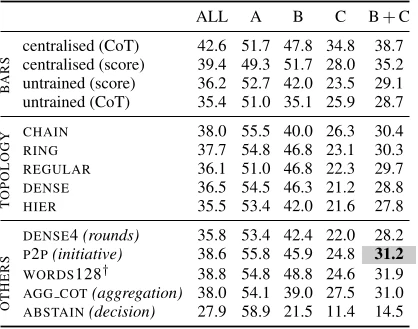 ALL A B C B + C
BARS
centralised (CoT) 42.6 51.7 47.8 34.8 38.7
centralised (score) 39.4 49.3 51.7 28.0 35.2
untrained (score) 36.2 52.7 42.0 23.5 29.1
untrained (CoT) 35.4 51.0 35.1 25.9 28.7
TOPOLOGY
CHAIN 38.0 55.5 40.0 26.3 30.4
RING 37.7 54.8 46.8 23.1 30.3
REGULAR 36.1 51.0 46.8 22.3 29.7
DENSE 36.5 54.5 46.3 21.2 28.8
HIER 35.5 53.4 42.0 21.6 27.8
OTHERS
DENSE4 (rounds) 35.8 53.4 42.4 22.0 28.2
P2P (initiative) 38.6 55.8 45.9 24.8 31.2
WORDS128† 38.8 54.8 48.8 24.6 31.9
AGG_COT (aggregation) 38.0 54.1 39.0 27.5 31.0
ABSTAIN (decision) 27.9 58.9 21.5 11.4 14.5